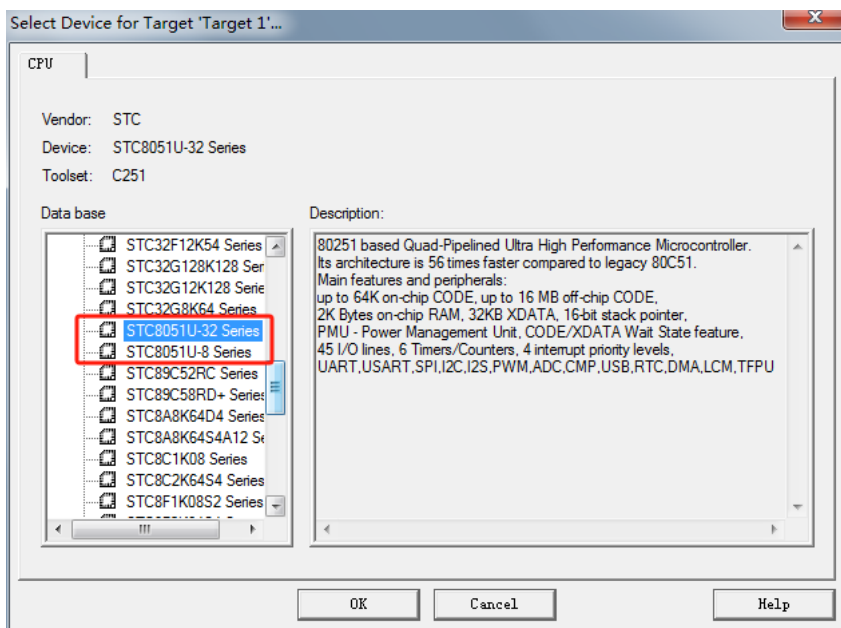 Select Device for Target 'Target 1'...
CPU
Vendor: STC
Device: STC8051U-32 Series
Toolset: C251
Data base
STC32F12K54 Series
STC32G128K128 Ser
STC32G12K128 Serie
STC32G8K64 Series
STC8051U-32 Series
STC8051U-8 Series
STC89C52RC Series
STC89C58RD+ Series
STC8A8K64D4 Series
STC8A8K64S4A12 Se
STC8C1K08 Series
STC8C2K64S4 Series
STC8F1K08S2 Series
Description:
80251 based Quad-Pipelined Ultra High Performance Microcontroller.
Its architecture is 56 times faster compared to legacy 80C51.
Main features and peripherals:
up to 64K on-chip CODE, up to 16 MB off-chip CODE,
2K Bytes on-chip RAM, 32KB XDATA, 16-bit stack pointer,
PMU - Power Management Unit, CODE/XDATA Wait State feature,
45 I/O lines, 6 Timers/Counters, 4 interrupt priority levels,
UART,USART,SPI,I2C,I2S,PWM,ADC,CMP,USB,RTC,DMA,LCM,TFPU
OK
Cancel
Help